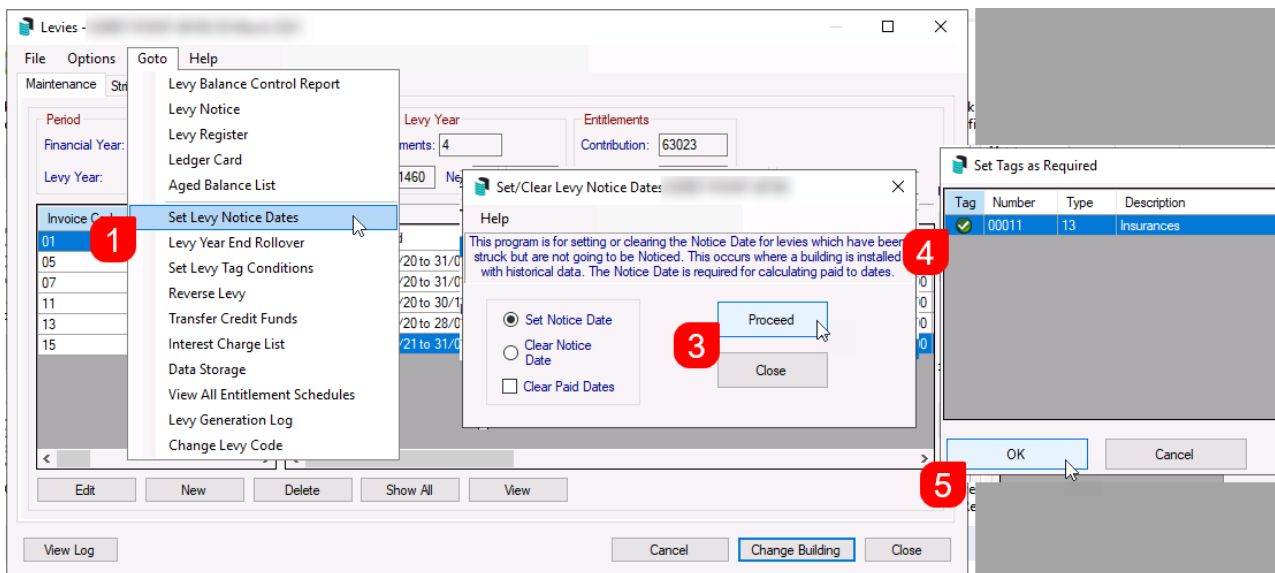 Levies -
File Options Goto Help
Maintenance Stri
Period
Financial Year:
Levy Year:
Levy Year
ments: 4
1460
Entitlements
Contribution: 63023
Invoice C
01
05
07
11
13
15
/20 to 31/0
/20 to 31/0
/20 to 30/1
/20 to 28/0
/21 to 31/0
Levy Balance Control Report
Levy Notice
Levy Register
Ledger Card
Aged Balance List
Set Levy Notice Dates
Levy Year End Rollover
Set Levy Tag Conditions
Reverse Levy
Transfer Credit Funds
Interest Charge List
Data Storage
View All Entitlement Schedules
Levy Generation Log
Change Levy Code
1
Edit New Delete Show All View
View Log Cancel Change Building Close
Set/Clear Levy Notice Dates
Help
This program is for setting or clearing the Notice Date for levies which have been
struck but are not going to be Noticed. This occurs where a building is installed
with historical data. The Notice Date is required for calculating paid to dates.
Set Notice Date
Clear Notice
Date
Clear Paid Dates
3
Proceed
Close
Set Tags as Required
Tag Number Type Description
00011 13 Insurances
4
OK Cancel
5